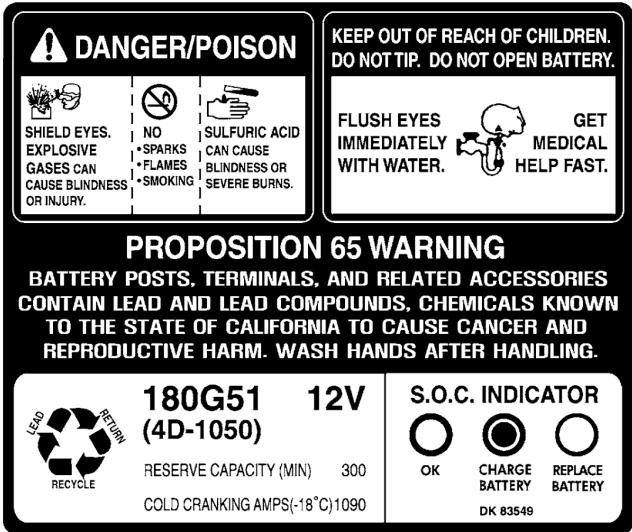 DANGER/POISON
SHIELD EYES.
EXPLOSIVE
GASES CAN
CAUSE BLINDNESS
OR INJURY.
NO
•SPARKS
•FLAMES
•SMOKING
SULFURIC ACID
CAN CAUSE
BLINDNESS OR
SEVERE BURNS.
KEEP OUT OF REACH OF CHILDREN.
DO NOT TIP. DO NOT OPEN BATTERY.
FLUSH EYES
IMMEDIATELY
WITH WATER.
GET
MEDICAL
HELP FAST.
PROPOSITION 65 WARNING
BATTERY POSTS, TERMINALS, AND RELATED ACCESSORIES
CONTAIN LEAD AND LEAD COMPOUNDS, CHEMICALS KNOWN
TO THE STATE OF CALIFORNIA TO CAUSE CANCER AND
REPRODUCTIVE HARM. WASH HANDS AFTER HANDLING.
LEAD
RETURN
RECYCLE
180G51 12V
(4D-1050)
RESERVE CAPACITY (MIN) 300
COLD CRANKING AMPS(-18°C)1090
S.O.C. INDICATOR
OK
CHARGE
BATTERY
REPLACE
BATTERY
DK 83549